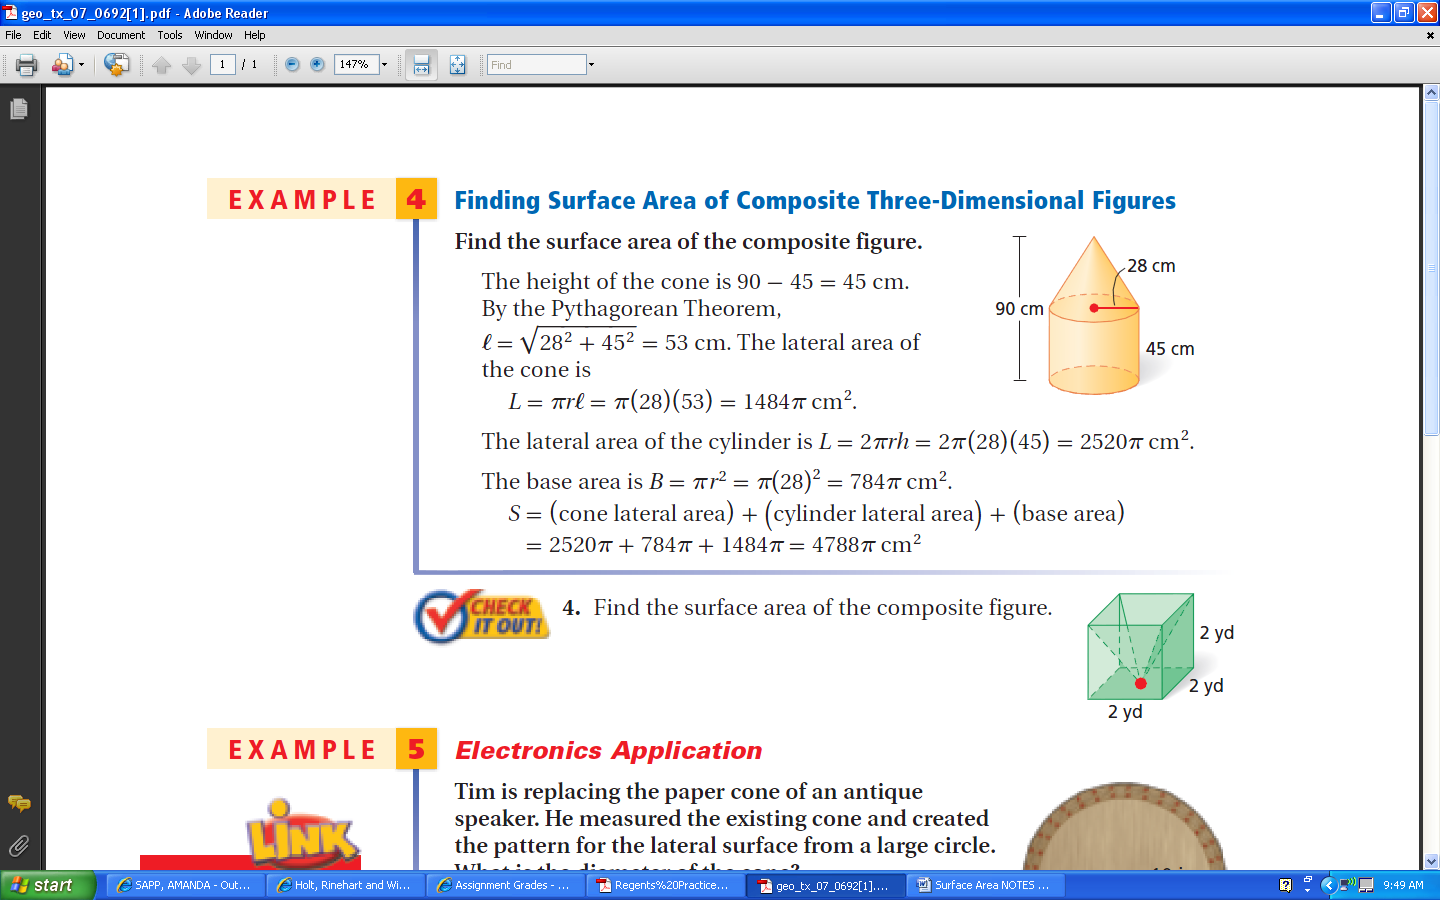 geo_tx_07_0692[1].pdf - Adobe Reader
File Edit View Document Tools Window Help
1 / 1 147% Find
EXAMPLE 4 Finding Surface Area of Composite Three-Dimensional Figures
Find the surface area of the composite figure.
The height of the cone is 90 − 45 = 45 cm.
By the Pythagorean Theorem,
ℓ = √28² + 45² = 53 cm. The lateral area of
the cone is
L = πrℓ = π(28)(53) = 1484π cm².
28 cm
90 cm
45 cm
The lateral area of the cylinder is L = 2πrh = 2π(28)(45) = 2520π cm².
The base area is B = πr² = π(28)² = 784π cm².
S = (cone lateral area) + (cylinder lateral area) + (base area)
= 2520π + 784π + 1484π = 4788π cm²
CHECK
IT OUT!
4. Find the surface area of the composite figure.
2 yd
2 yd
2 yd
EXAMPLE 5 Electronics Application
Tim is replacing the paper cone of an antique
speaker. He measured the existing cone and created
the pattern for the lateral surface from a large circle.
What is the diameter of the cone?
LINK
start SAPP, AMANDA - Out... Holt, Rinehart and Wi... Assignment Grades - ... Regents%20Practice... geo_tx_07_0692[1].... Surface Area NOTES ... 9:49 AM